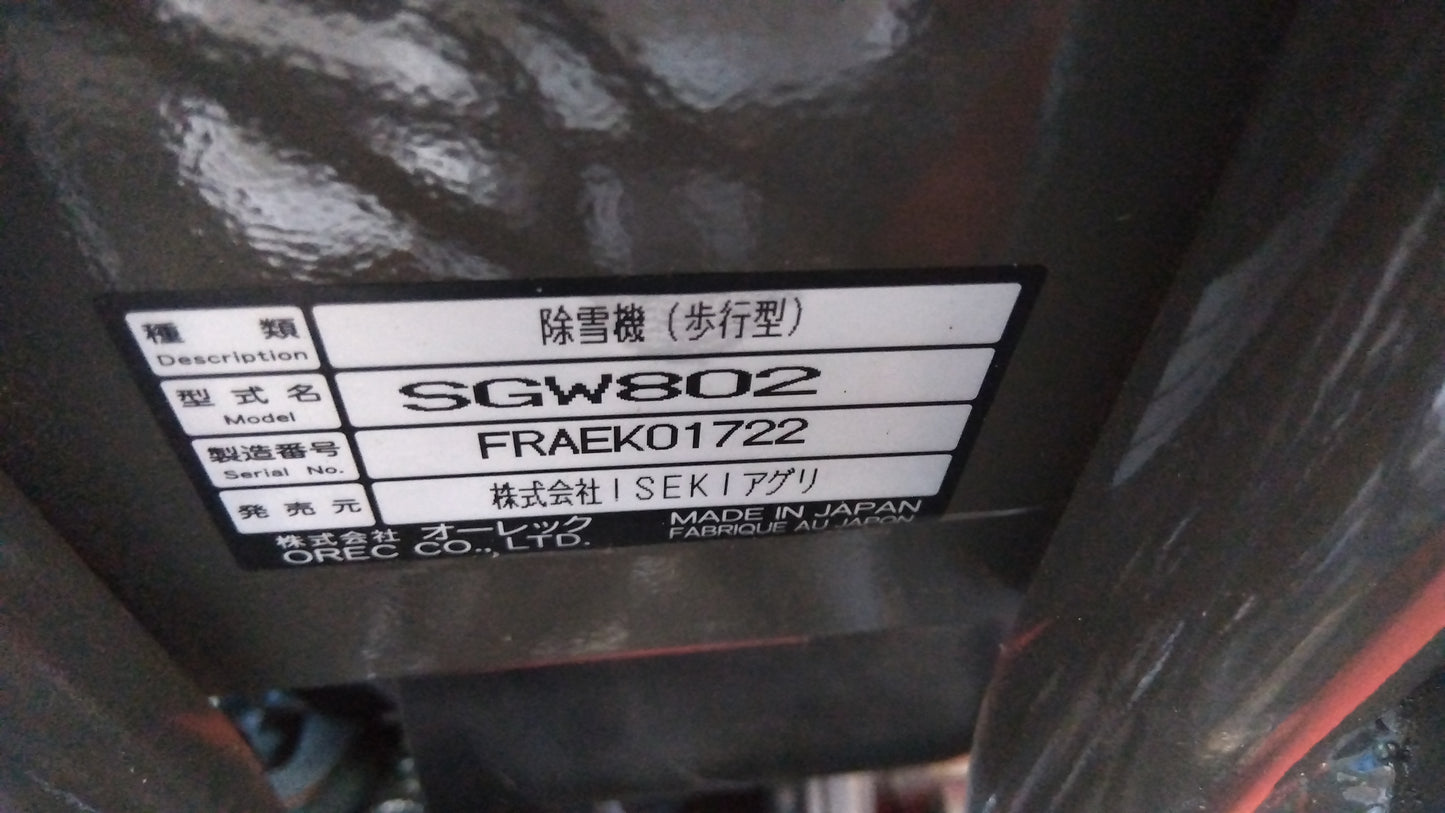 種類 除雪機(歩行型)
Description
型式名 SGW802
Model
製造番号 FRAEK01722
Serial No.
発売元 株式会社ISEKIアグリ
株式会社 オーレック MADE IN JAPAN
OREC CO., LTD. FABRIQUE AU JAPON